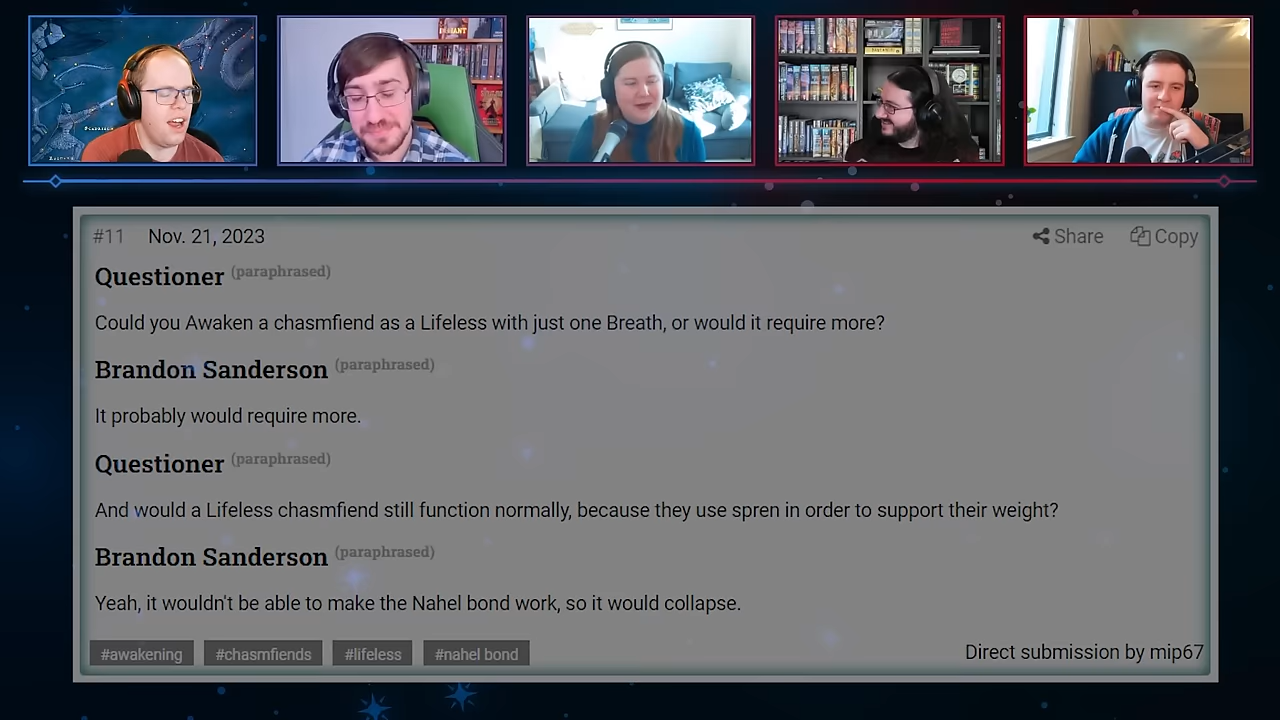 #11 Nov. 21, 2023 Share Copy
Questioner (paraphrased)
Could you Awaken a chasmfiend as a Lifeless with just one Breath, or would it require more?
Brandon Sanderson (paraphrased)
It probably would require more.
Questioner (paraphrased)
And would a Lifeless chasmfiend still function normally, because they use spren in order to support their weight?
Brandon Sanderson (paraphrased)
Yeah, it wouldn't be able to make the Nahel bond work, so it would collapse.
#awakening #chasmfiends #lifeless #nahel bond Direct submission by mip67